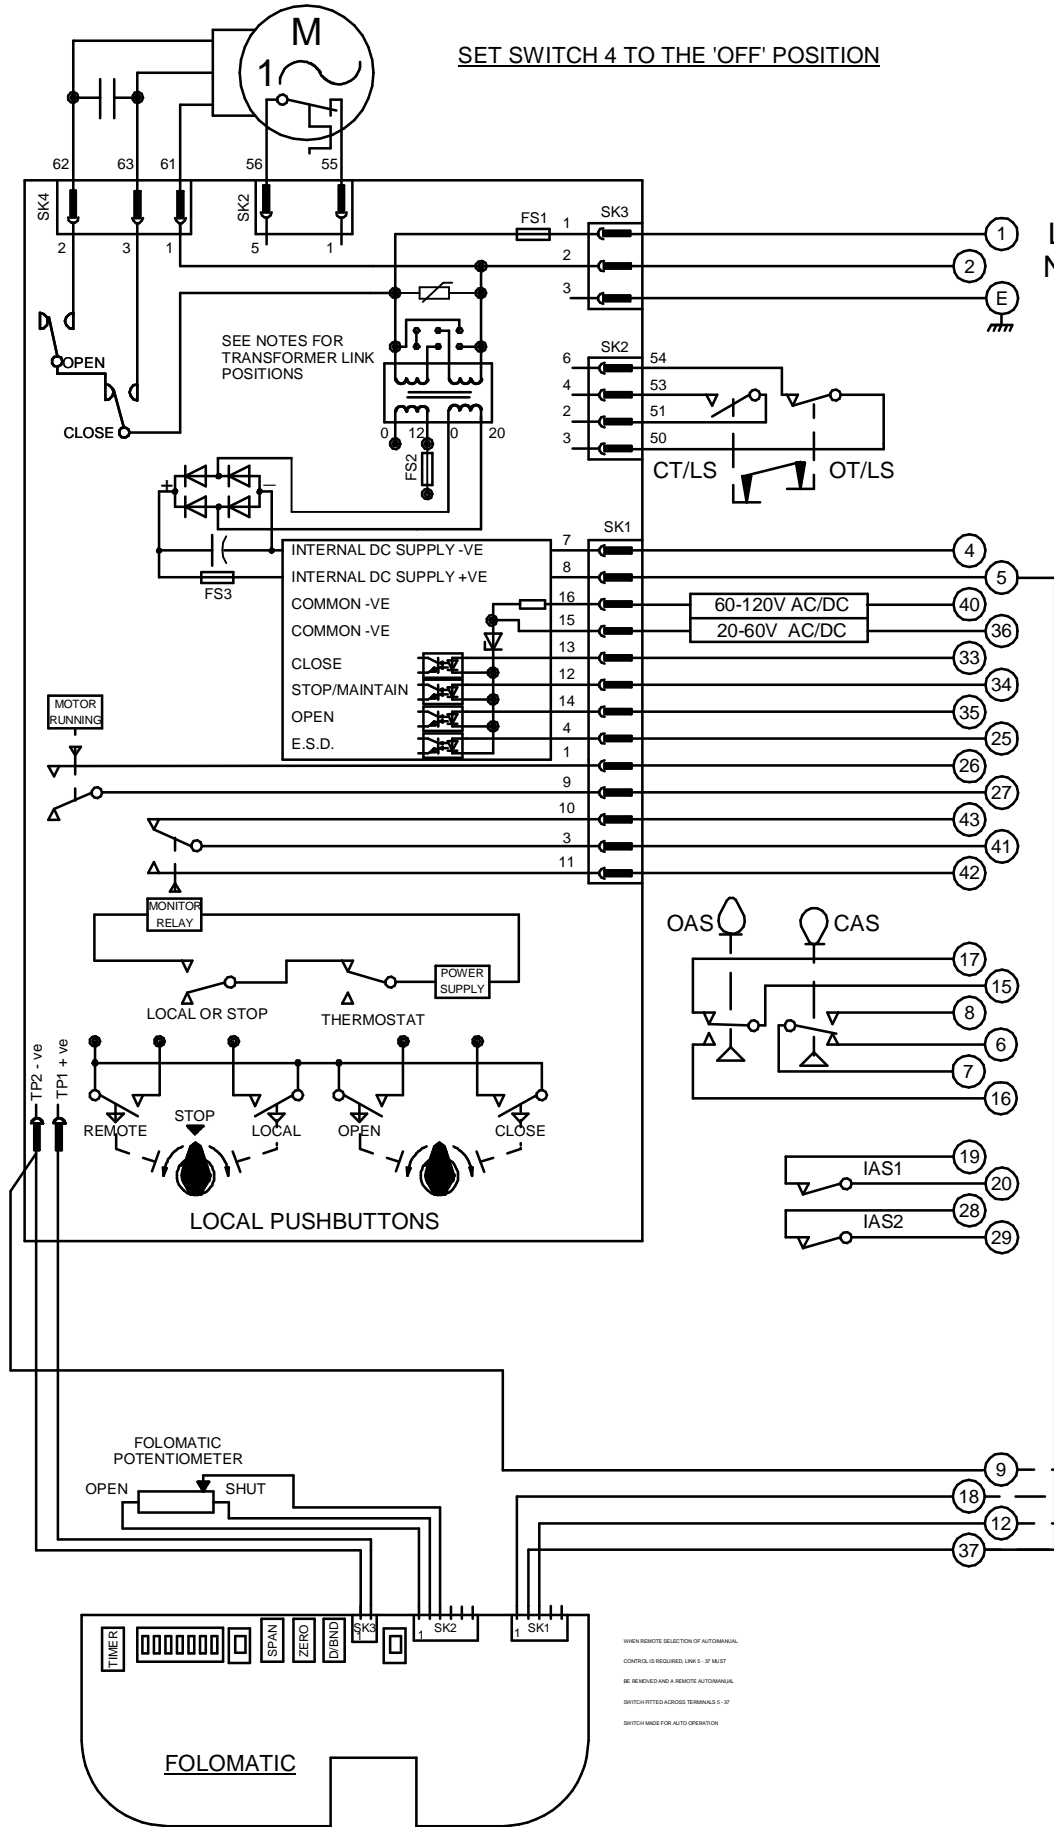 M
1
SET SWITCH 4 TO THE 'OFF' POSITION
62 63 61 56 55
SK4
SK2
2 3 1 5 1
FS1
1
SK3
1
L
2
2
N
3
E
SEE NOTES FOR
TRANSFORMER LINK
POSITIONS
OPEN
CLOSE
0 12 0 20
FS2
SK2
6 54
4 53
2 51
3 50
CT/LS
OT/LS
+
−
FS3
SK1
INTERNAL DC SUPPLY -VE
7
4
INTERNAL DC SUPPLY +VE
8
5
COMMON -VE
16
60-120V AC/DC
40
COMMON -VE
15
20-60V AC/DC
36
CLOSE
13
33
STOP/MAINTAIN
12
34
OPEN
14
35
E.S.D.
4
25
MOTOR
RUNNING
1
26
9
27
10
43
3
41
11
42
MONITOR
RELAY
POWER
SUPPLY
LOCAL OR STOP
THERMOSTAT
OAS
CAS
17
15
8
6
7
16
TP2 - ve
TP1 + ve
REMOTE
STOP
LOCAL
OPEN
CLOSE
LOCAL PUSHBUTTONS
19
IAS1
20
28
IAS2
29
FOLOMATIC
POTENTIOMETER
OPEN
SHUT
9
18
12
37
TIMER
SPAN
ZERO
D/BND
SK3
1
SK2
1
SK1
1
FOLOMATIC
WHEN REMOTE SELECTION OF AUTO/MANUAL
CONTROL IS REQUIRED, LINK 5 - 37 MUST
BE REMOVED AND A REMOTE AUTO/MANUAL
SWITCH FITTED ACROSS TERMINALS 5 - 37
SWITCH MADE FOR AUTO OPERATION